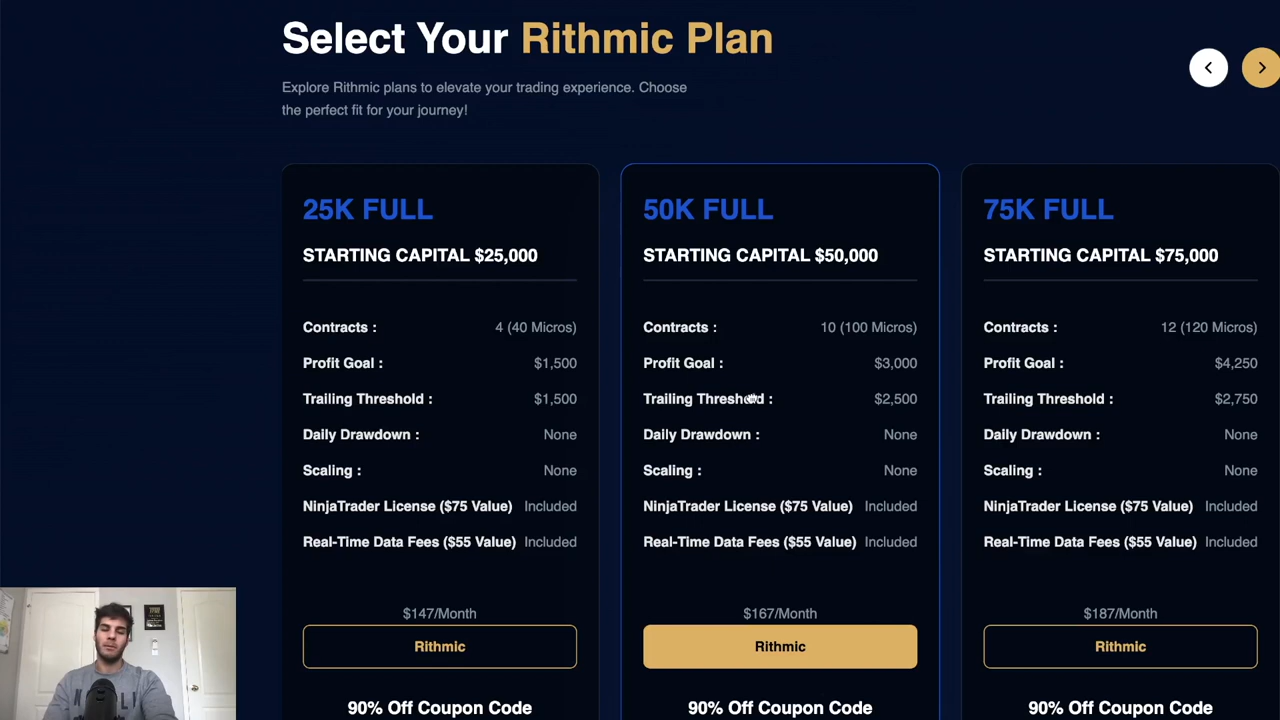 Select Your Rithmic Plan
Explore Rithmic plans to elevate your trading experience. Choose
the perfect fit for your journey!
25K FULL
STARTING CAPITAL $25,000
Contracts : 4 (40 Micros)
Profit Goal : $1,500
Trailing Threshold : $1,500
Daily Drawdown : None
Scaling : None
NinjaTrader License ($75 Value) Included
Real-Time Data Fees ($55 Value) Included
$147/Month
Rithmic
90% Off Coupon Code
50K FULL
STARTING CAPITAL $50,000
Contracts : 10 (100 Micros)
Profit Goal : $3,000
Trailing Threshold : $2,500
Daily Drawdown : None
Scaling : None
NinjaTrader License ($75 Value) Included
Real-Time Data Fees ($55 Value) Included
$167/Month
Rithmic
90% Off Coupon Code
75K FULL
STARTING CAPITAL $75,000
Contracts : 12 (120 Micros)
Profit Goal : $4,250
Trailing Threshold : $2,750
Daily Drawdown : None
Scaling : None
NinjaTrader License ($75 Value) Included
Real-Time Data Fees ($55 Value) Included
$187/Month
Rithmic
90% Off Coupon Code